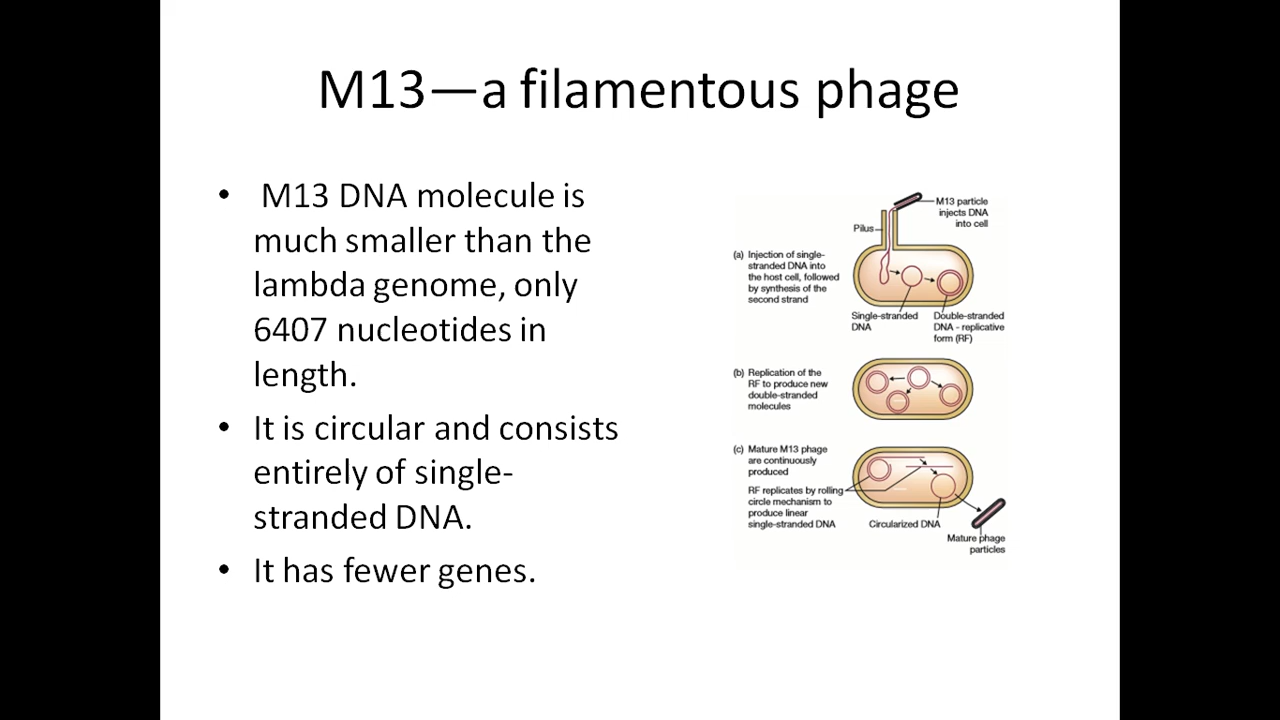 M13—a filamentous phage
• M13 DNA molecule is
much smaller than the
lambda genome, only
6407 nucleotides in
length.
• It is circular and consists
entirely of single-
stranded DNA.
• It has fewer genes.
M13 particle
injects DNA
into cell
Pilus
(a) Injection of single-
stranded DNA into
the host cell, followed
by synthesis of the
second strand
Single-stranded
DNA
Double-stranded
DNA - replicative
form (RF)
(b) Replication of the
RF to produce new
double-stranded
molecules
(c) Mature M13 phage
are continuously
produced
RF replicates by rolling
circle mechanism to
produce linear
single-stranded DNA
Circularized DNA
Mature phage
particles